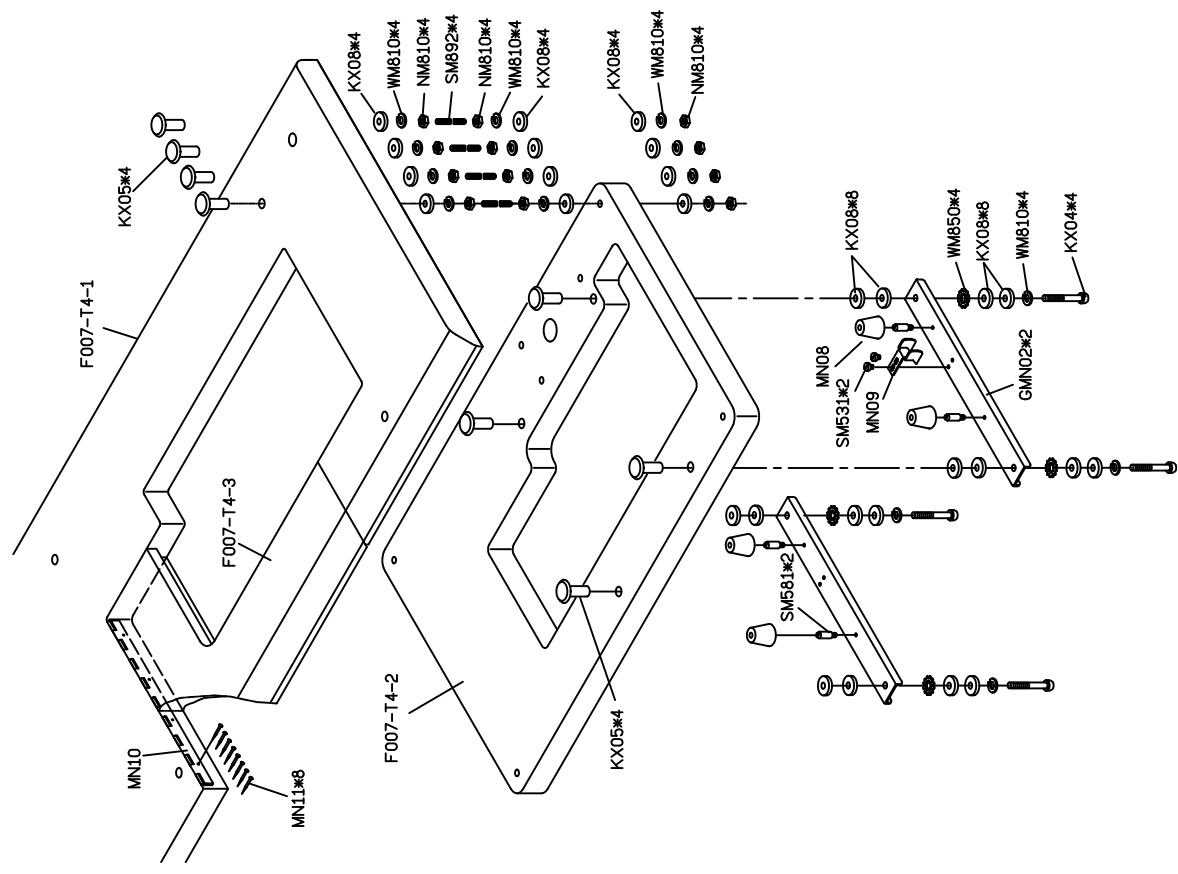 KX05*4
F007-T4-1
KX08*4
WM810*4
NM810*4
SM892*4
NM810*4
WM810*4
KX08*4
KX08*4
WM810*4
NM810*4
KX08*8
WM850*4
KX08*8
WM810*4
KX04*4
MN08
SM531*2
MN09
GMN02*2
F007-T4-3
SM581*2
F007-T4-2
KX05*4
MN10
MN11*8